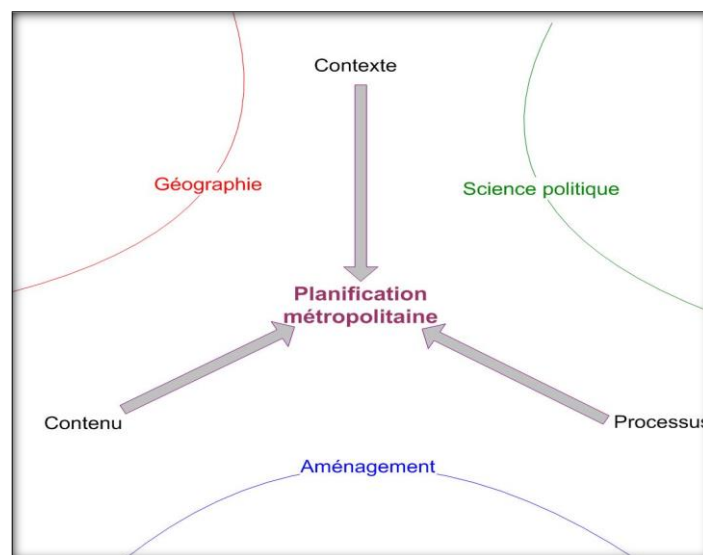 Contexte
Géographie
Science politique
Planification
métropolitaine
Contenu
Processus
Aménagement